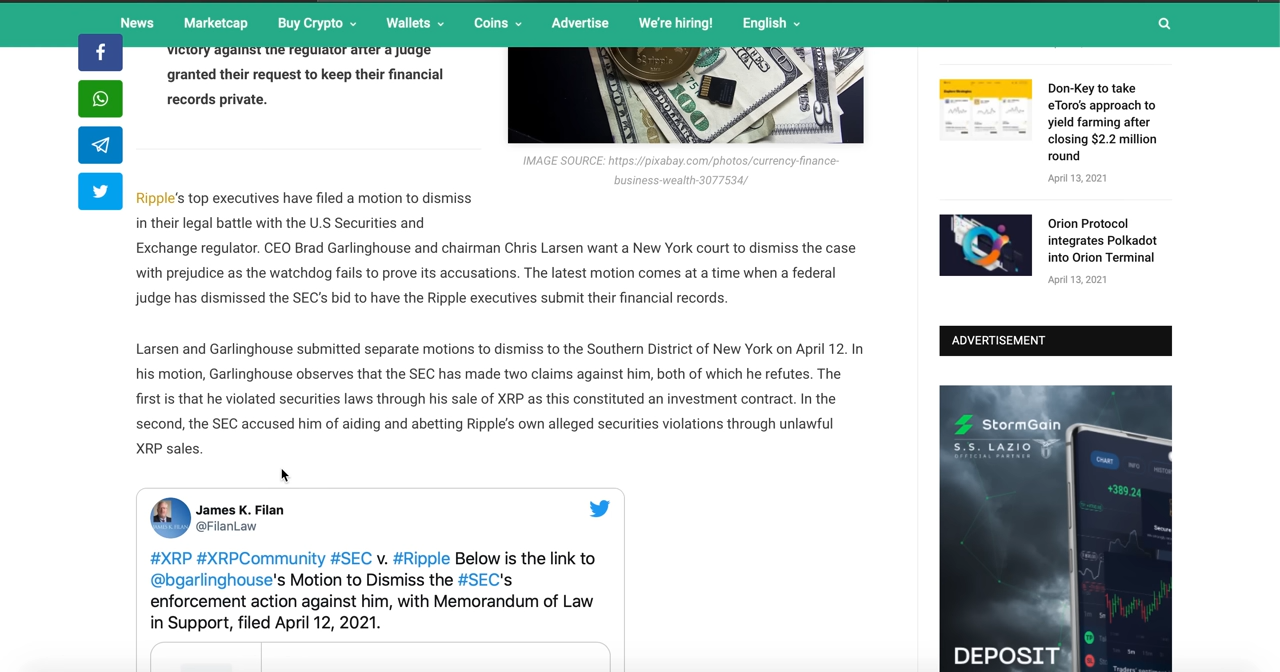 News Marketcap Buy Crypto Wallets Coins Advertise We're hiring! English
victory against the regulator after a judge
granted their request to keep their financial
records private.
IMAGE SOURCE: https://pixabay.com/photos/currency-finance-
business-wealth-3077534/
Ripple's top executives have filed a motion to dismiss
in their legal battle with the U.S Securities and
Exchange regulator. CEO Brad Garlinghouse and chairman Chris Larsen want a New York court to dismiss the case
with prejudice as the watchdog fails to prove its accusations. The latest motion comes at a time when a federal
judge has dismissed the SEC's bid to have the Ripple executives submit their financial records.
Larsen and Garlinghouse submitted separate motions to dismiss to the Southern District of New York on April 12. In
his motion, Garlinghouse observes that the SEC has made two claims against him, both of which he refutes. The
first is that he violated securities laws through his sale of XRP as this constituted an investment contract. In the
second, the SEC accused him of aiding and abetting Ripple's own alleged securities violations through unlawful
XRP sales.
James K. Filan
@FilanLaw
#XRP #XRPCommunity #SEC v. #Ripple Below is the link to
@bgarlinghouse's Motion to Dismiss the #SEC's
enforcement action against him, with Memorandum of Law
in Support, filed April 12, 2021.
Don-Key to take
eToro's approach to
yield farming after
closing $2.2 million
round
April 13, 2021
Orion Protocol
integrates Polkadot
into Orion Terminal
April 13, 2021
ADVERTISEMENT
StormGain
S.S. LAZIO
OFFICIAL PARTNER
CHART INFO
+389.24
DEPOSIT